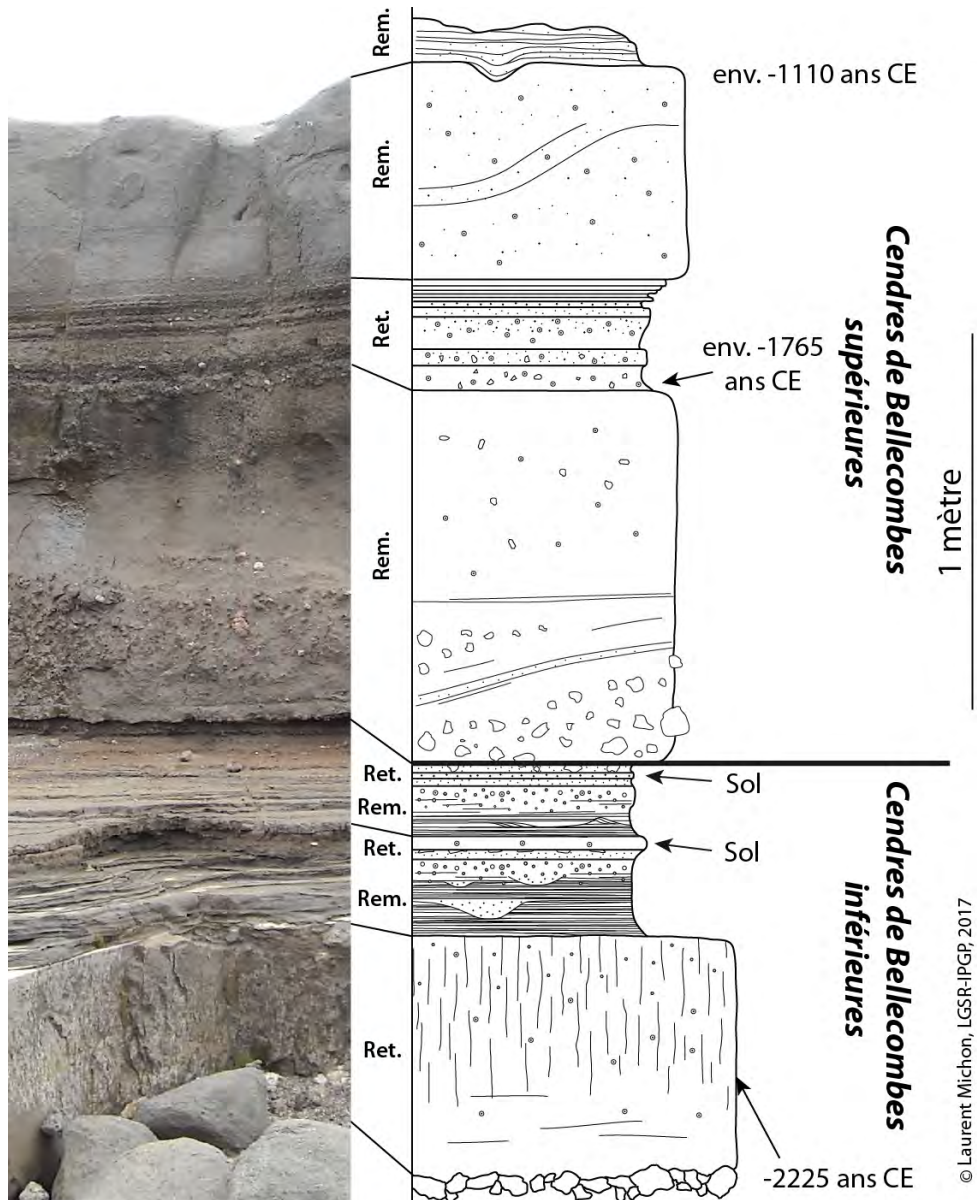 Rem.
env. -1110 ans CE
Rem.
Ret.
env. -1765
ans CE
Rem.
Cendres de Bellecombes
supérieures
1 mètre
Ret.
Sol
Rem.
Ret.
Sol
Rem.
Cendres de Bellecombes
inférieures
Ret.
-2225 ans CE
© Laurent Michon, LGSR-IPGP, 2017